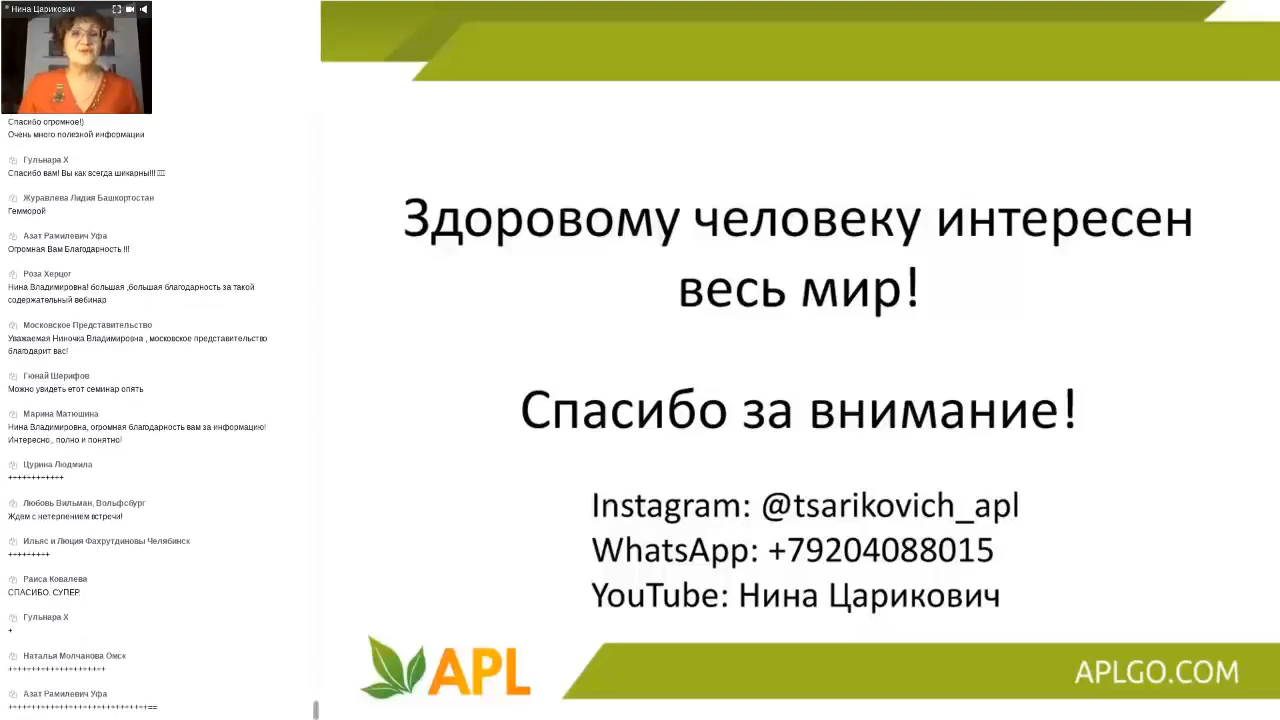 Нина Царикович
Спасибо огромное!)
Очень много полезной информации
Гульнара Х
Спасибо вам! Вы как всегда шикарны!!!
Журавлева Лидия Башкортостан
Гемморой
Азат Рамилевич Уфа
Огромная Вам Благодарность !!!
Роза Херцог
Нина Владимировна! большая ,большая благодарность за такой
содержательный вебинар
Московское Представительство
Уважаемая Ниночка Владимировна , московское представительство
благодарит вас!
Гюнай Шерифов
Можно увидеть етот семинар опять
Марина Матюшина
Нина Владимировна, огромная благодарность вам за информацию!
Интересно,, полно и понятно!
Цурина Людмила
++++++++++++
Любовь Вильман, Вольфсбург
Ждем с нетерпением встречи!
Ильяс и Люция Фахрутдиновы Челябинск
+++++++++
Раиса Ковалева
СПАСИБО. СУПЕР.
Гульнара Х
+
Наталья Молчанова Омск
+++++++++++++++++++++
Азат Рамилевич Уфа
++++++++++++++++++++++++++++++==
Здоровому человеку интересен
весь мир!
Спасибо за внимание!
Instagram: @tsarikovich_apl
WhatsApp: +79204088015
YouTube: Нина Царикович
APL
APLGO.COM